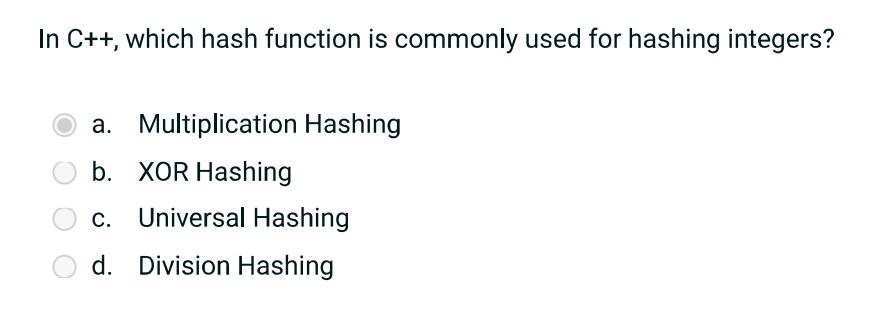 In C++, which hash function is commonly used for hashing integers?
a. Multiplication Hashing
b. XOR Hashing
c. Universal Hashing
d. Division Hashing